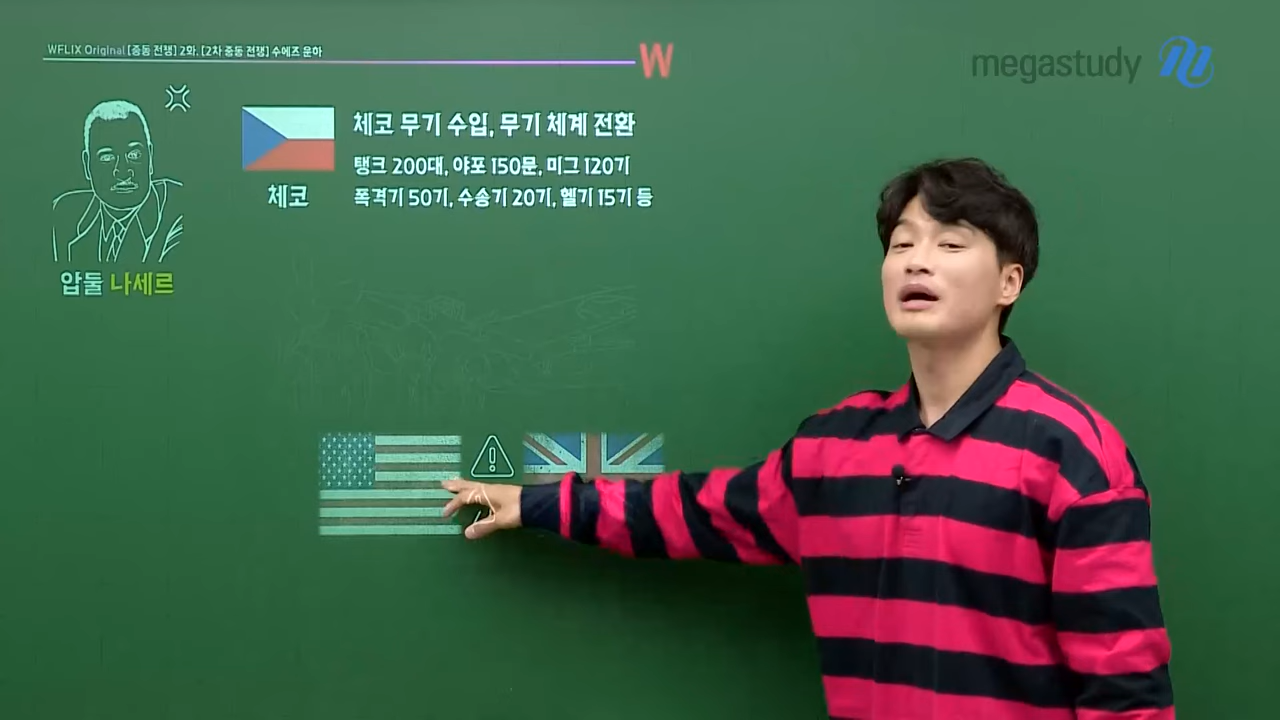 WFLIX Original [중동 전쟁] 2화. [2차 중동 전쟁] 수에즈 운하
W
megastudy
체코 무기 수입, 무기 체계 전환
탱크 200대, 야포 150문, 미그 120기
체코
폭격기 50기, 수송기 20기, 헬기 15기 등
압둘 나세르